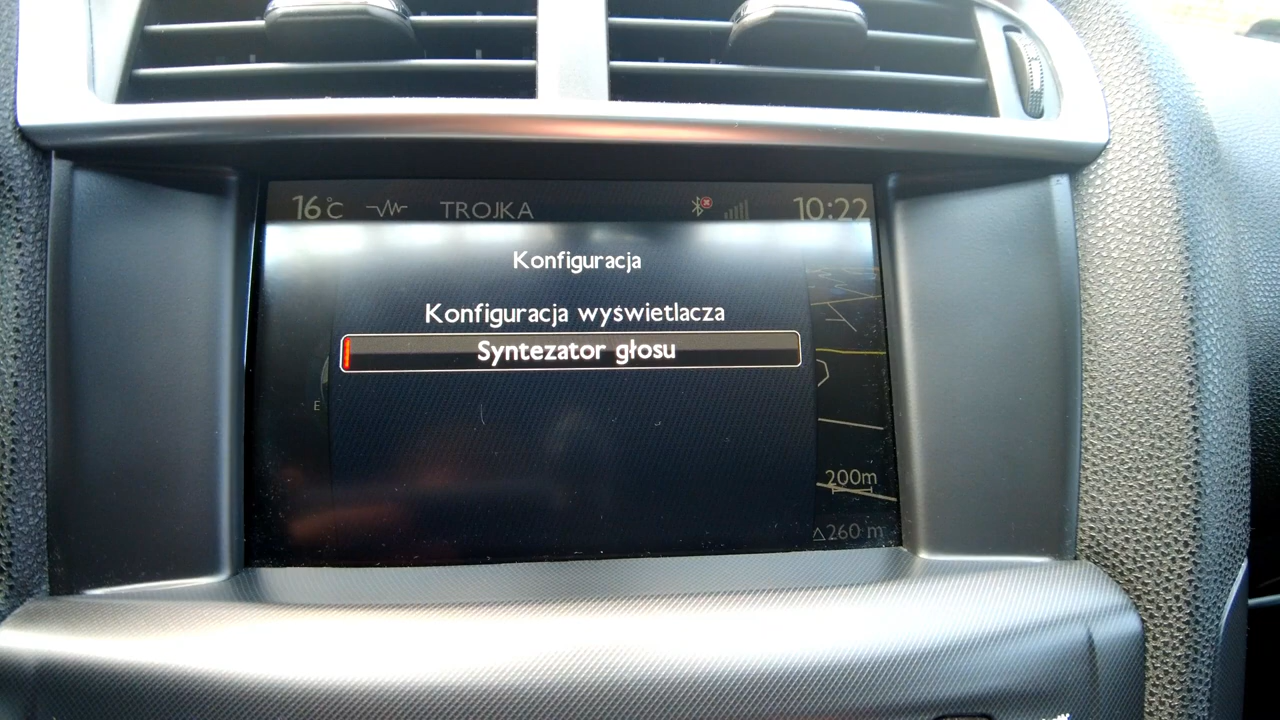 16°C TROJKA 10:22
Konfiguracja
Konfiguracja wyświetlacza
Syntezator głosu
E
200m
△260 m